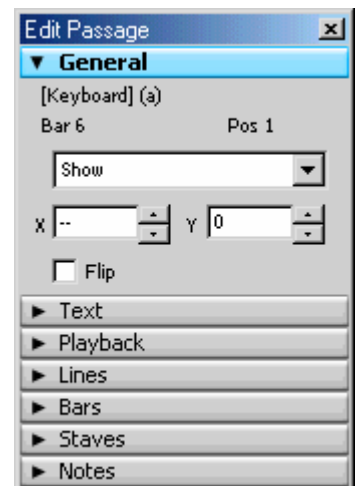 Edit Passage
General
[Keyboard] (a)
Bar 6 Pos 1
Show
X -- Y 0
Flip
Text
Playback
Lines
Bars
Staves
Notes